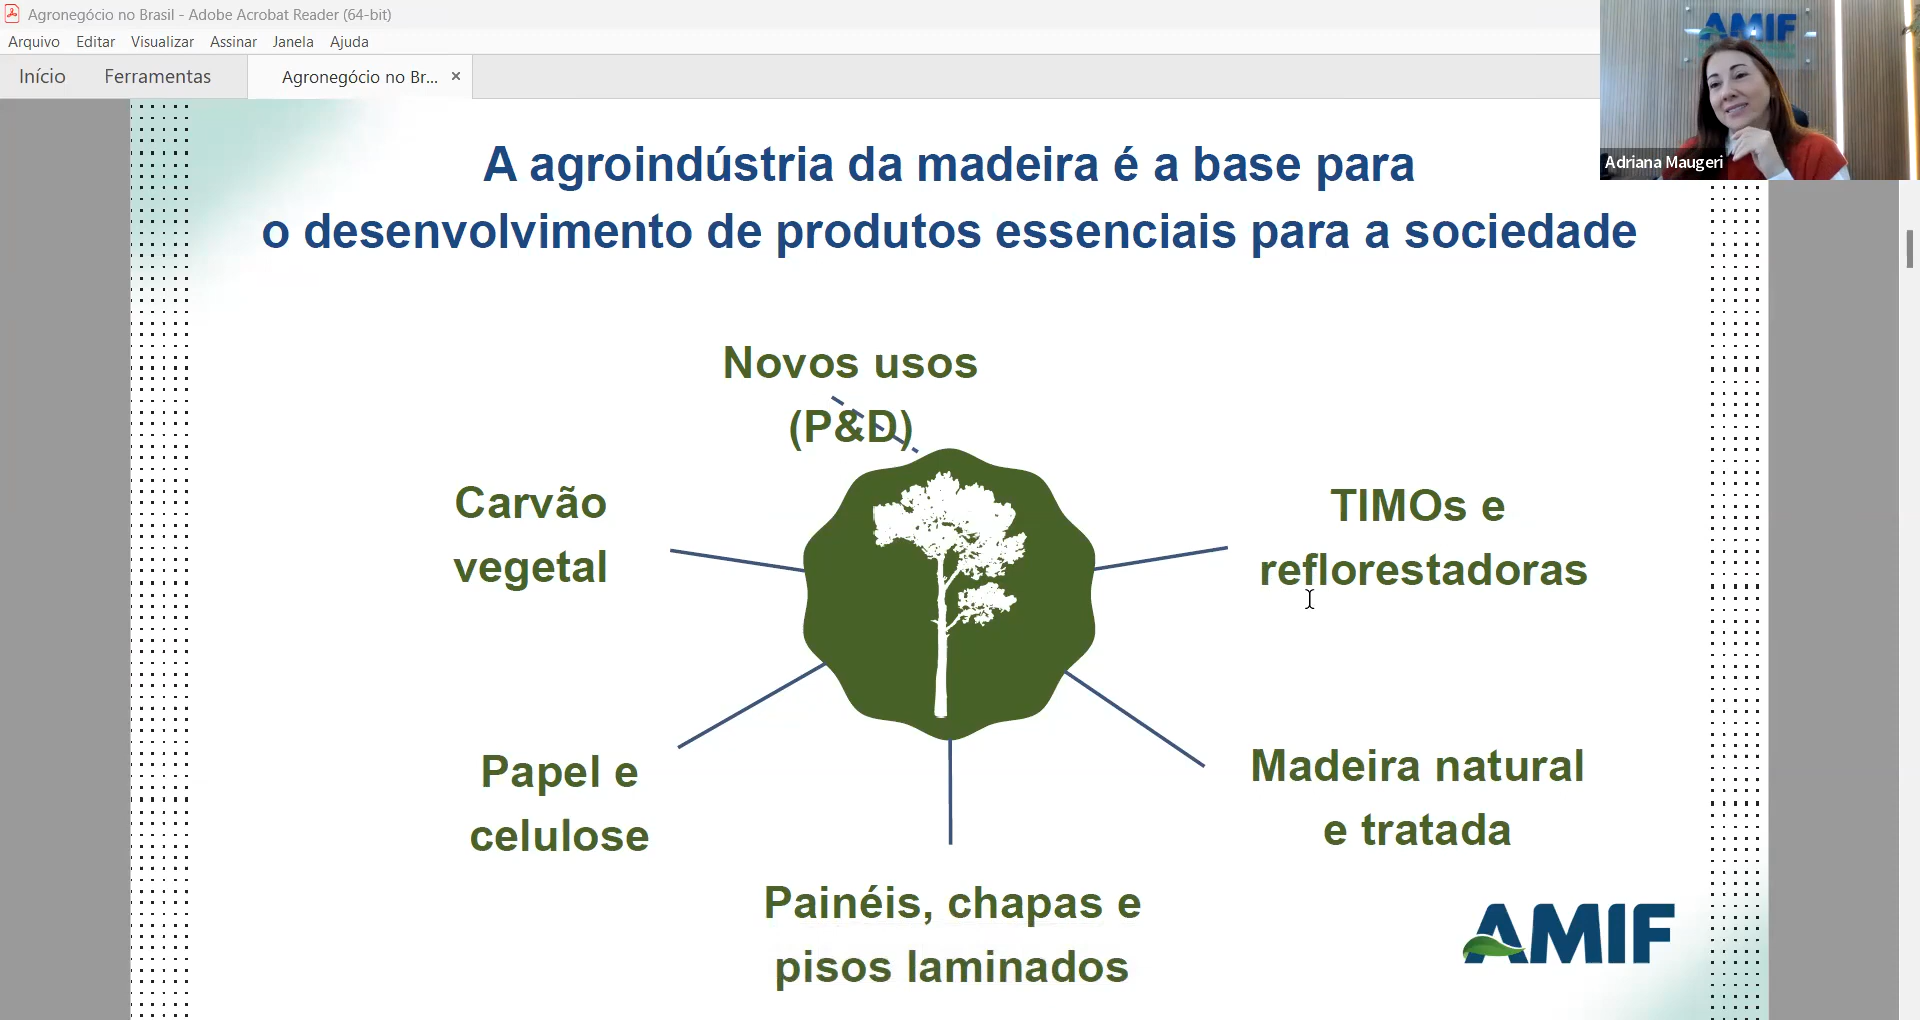 Agronegócio no Brasil - Adobe Acrobat Reader (64-bit)
Arquivo Editar Visualizar Assinar Janela Ajuda
Início Ferramentas Agronegócio no Br... ×
AMIF
Adriana Maugeri
A agroindústria da madeira é a base para
o desenvolvimento de produtos essenciais para a sociedade
Novos usos
(P&D)
Carvão
vegetal
TIMOs e
reflorestadoras
Papel e
celulose
Madeira natural
e tratada
Painéis, chapas e
pisos laminados
AMIF